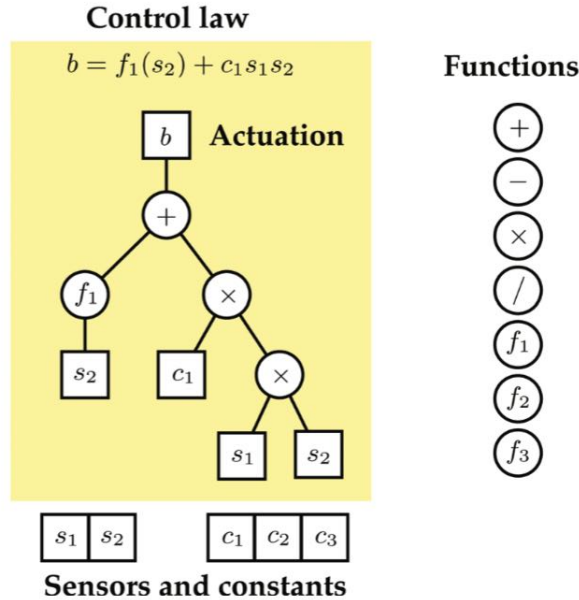 Control law
b = f₁(s₂) + c₁s₁s₂
Functions
b Actuation
+
f₁ ×
s₂ c₁ ×
s₁ s₂
+
−
×
/
f₁
f₂
f₃
s₁ s₂ c₁ c₂ c₃
Sensors and constants